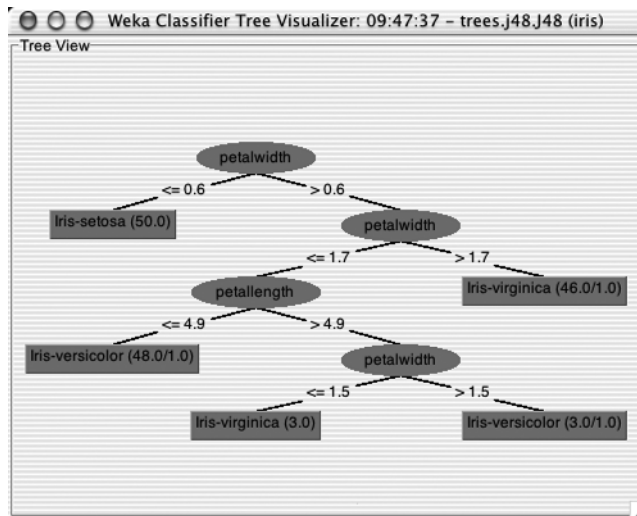 Weka Classifier Tree Visualizer: 09:47:37 – trees.j48.J48 (iris)
Tree View
petalwidth
<= 0.6 > 0.6
Iris-setosa (50.0)
petalwidth
<= 1.7 > 1.7
petallength
Iris-virginica (46.0/1.0)
<= 4.9 > 4.9
Iris-versicolor (48.0/1.0)
petalwidth
<= 1.5 > 1.5
Iris-virginica (3.0)
Iris-versicolor (3.0/1.0)